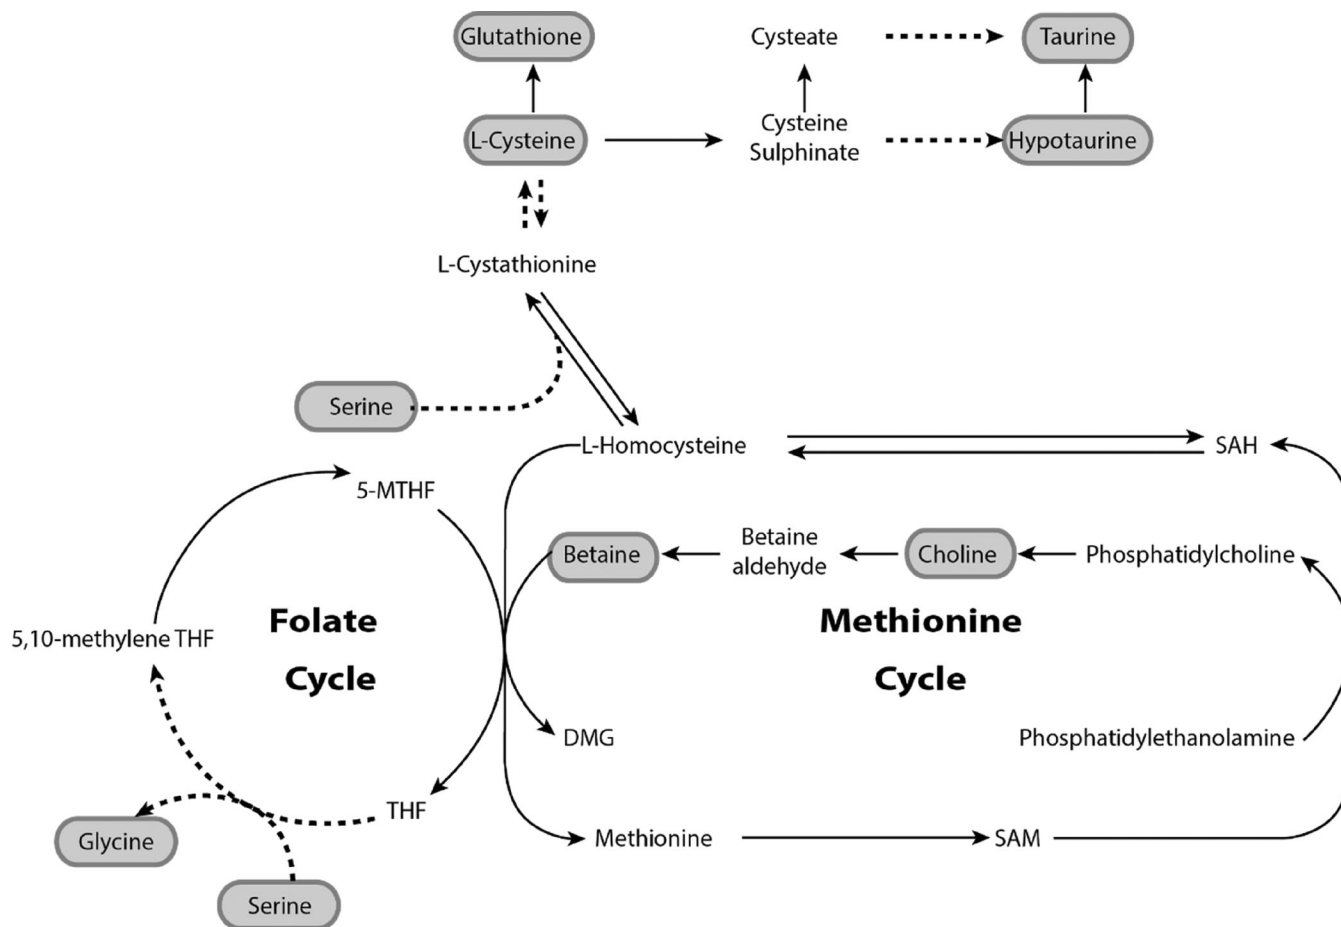 Glutathione
Cysteate
Taurine
L-Cysteine
Cysteine
Sulphinate
Hypotaurine
L-Cystathionine
Serine
L-Homocysteine
SAH
5-MTHF
Betaine
Betaine
aldehyde
Choline
Phosphatidylcholine
5,10-methylene THF
Folate
Cycle
Methionine
Cycle
DMG
Phosphatidylethanolamine
THF
Glycine
Methionine
SAM
Serine